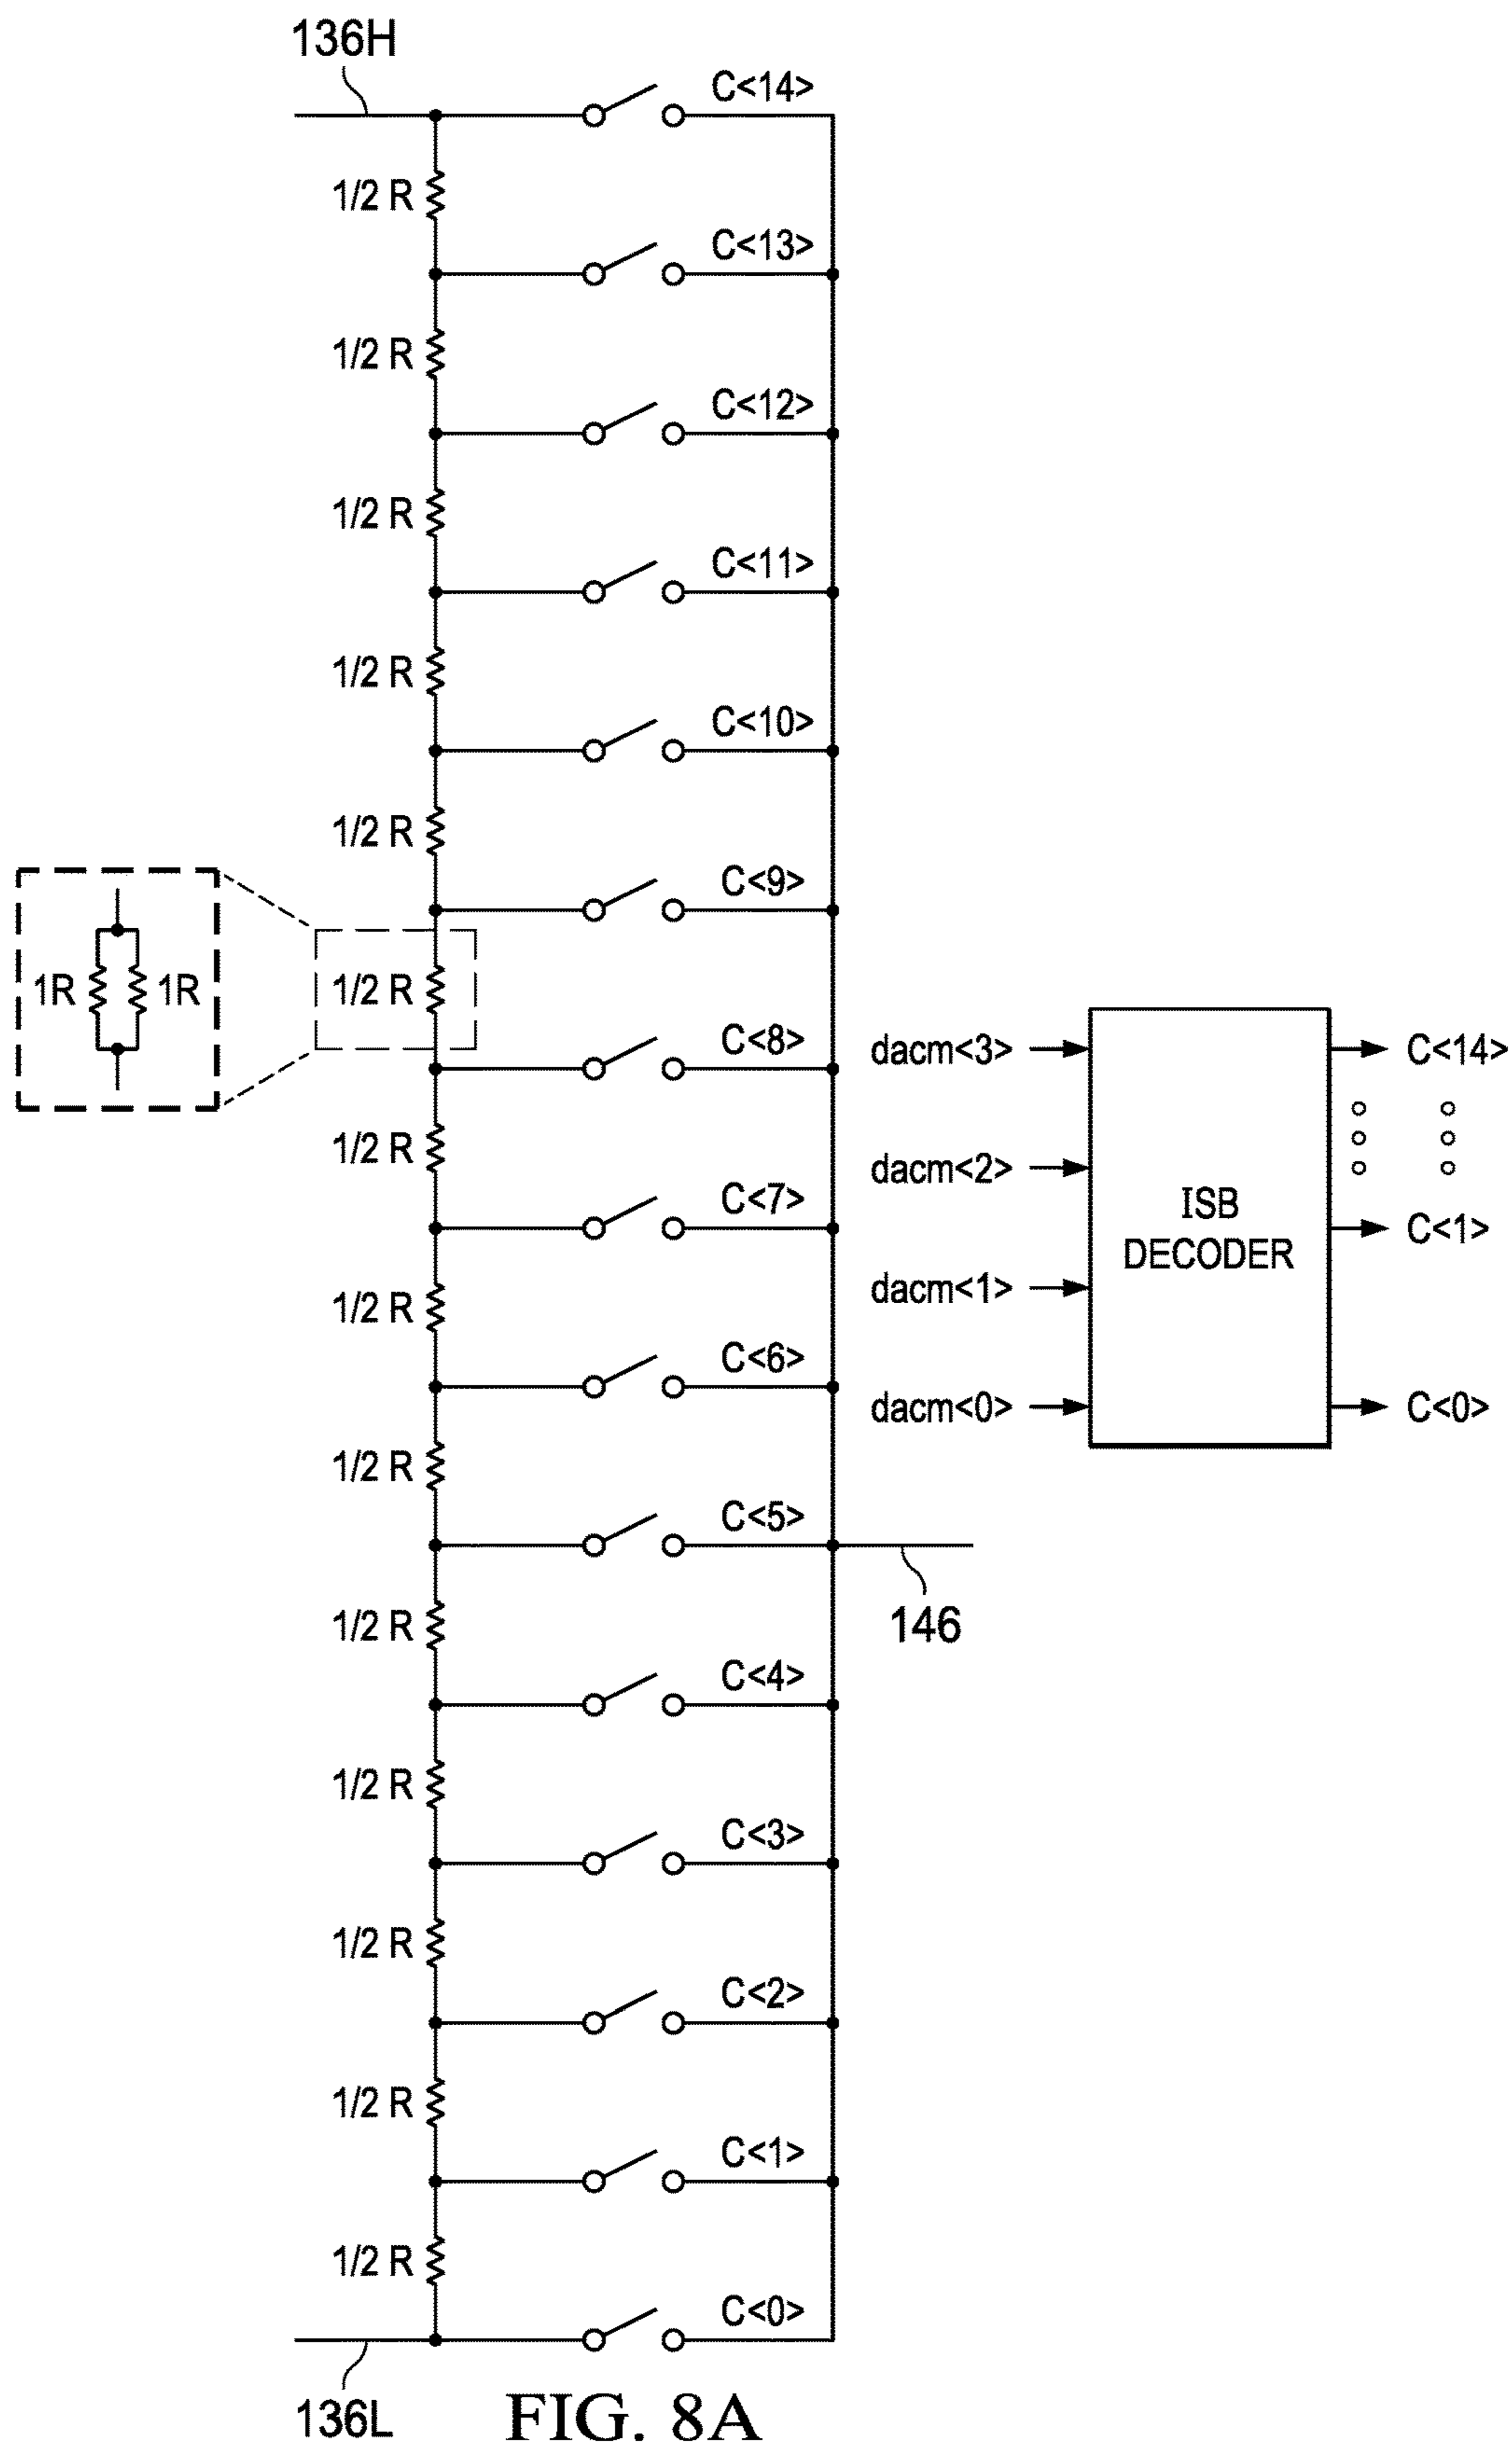 136H
C<14>
1/2 R
C<13>
1/2 R
C<12>
1/2 R
C<11>
1/2 R
C<10>
1/2 R
C<9>
1R 1R
1/2 R
C<8>
1/2 R
C<7>
1/2 R
C<6>
1/2 R
C<5>
146
1/2 R
C<4>
1/2 R
C<3>
1/2 R
C<2>
1/2 R
C<1>
1/2 R
C<0>
136L
dacm<3>
dacm<2>
dacm<1>
dacm<0>
ISB
DECODER
C<14>
C<1>
C<0>
FIG. 8A